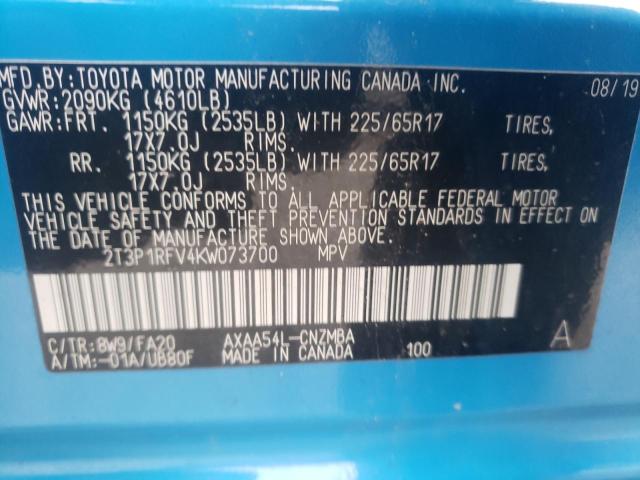 MFD.BY:TOYOTA MOTOR MANUFACTURING CANADA INC. 08/19
GVWR:2090KG (4610LB)
GAWR:FRT. 1150KG (2535LB) WITH 225/65R17 TIRES,
17X7.0J RIMS.
RR. 1150KG (2535LB) WITH 225/65R17 TIRES,
17X7.0J RIMS.
THIS VEHICLE CONFORMS TO ALL APPLICABLE FEDERAL MOTOR
VEHICLE SAFETY AND THEFT PREVENTION STANDARDS IN EFFECT ON
THE DATE OF MANUFACTURE SHOWN ABOVE.
2T3P1RFV4KW073700 MPV
C/TR:8W9/FA20 AXAA54L-CNZMBA A
A/TM:-01A/UB80F MADE IN CANADA 100